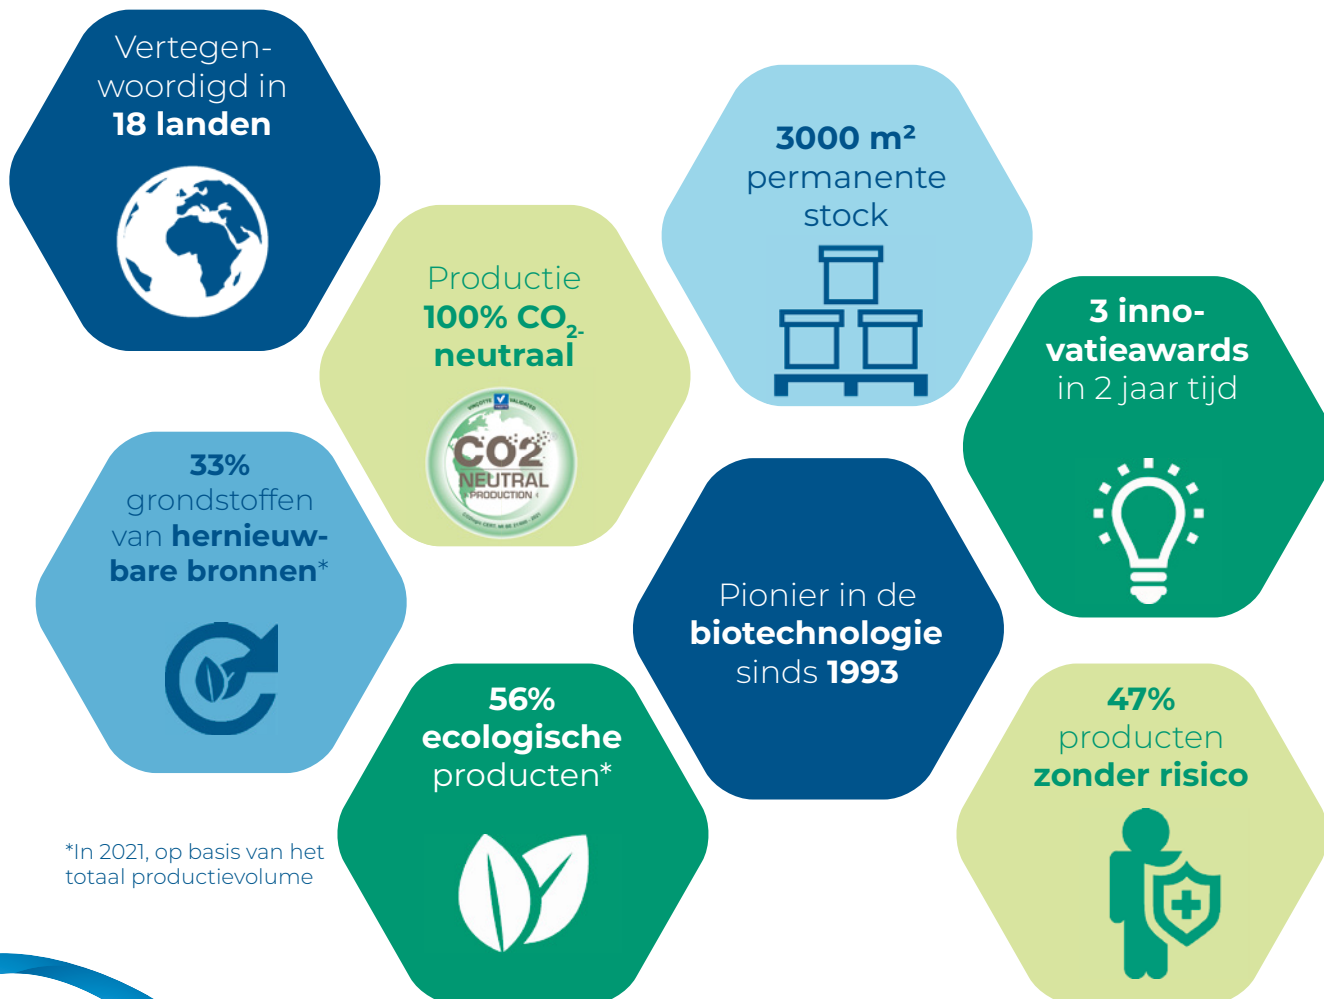 Vertegen-
woordigd in
18 landen
3000 m²
permanente
stock
Productie
100% CO₂-
neutraal
VINÇOTTE VALIDATED
CO2
NEUTRAL
PRODUCTION
3 inno-
vatieawards
in 2 jaar tijd
33%
grondstoffen
van hernieuw-
bare bronnen*
Pionier in de
biotechnologie
sinds 1993
56%
ecologische
producten*
47%
producten
zonder risico
*In 2021, op basis van het
totaal productievolume